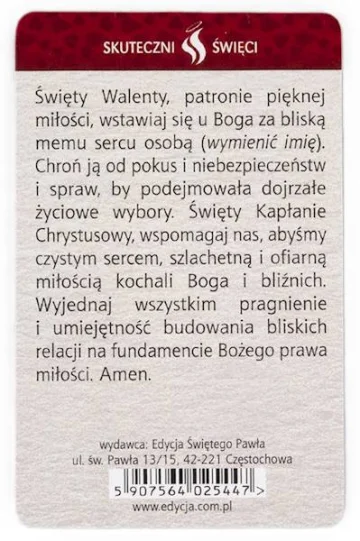 SKUTECZNI ŚWIĘCI
Święty Walenty, patronie pięknej
miłości, wstawiaj się u Boga za bliską
memu sercu osobą (wymienić imię).
Chroń ją od pokus i niebezpieczeństw
i spraw, by podejmowała dojrzałe
życiowe wybory. Święty Kapłanie
Chrystusowy, wspomagaj nas, abyśmy
czystym sercem, szlachetną i ofiarną
miłością kochali Boga i bliźnich.
Wyjednaj wszystkim pragnienie
i umiejętność budowania bliskich
relacji na fundamencie Bożego prawa
miłości. Amen.
wydawca: Edycja Świętego Pawła
ul. św. Pawła 13/15, 42-221 Częstochowa
5 907564 025447 >
www.edycja.com.pl